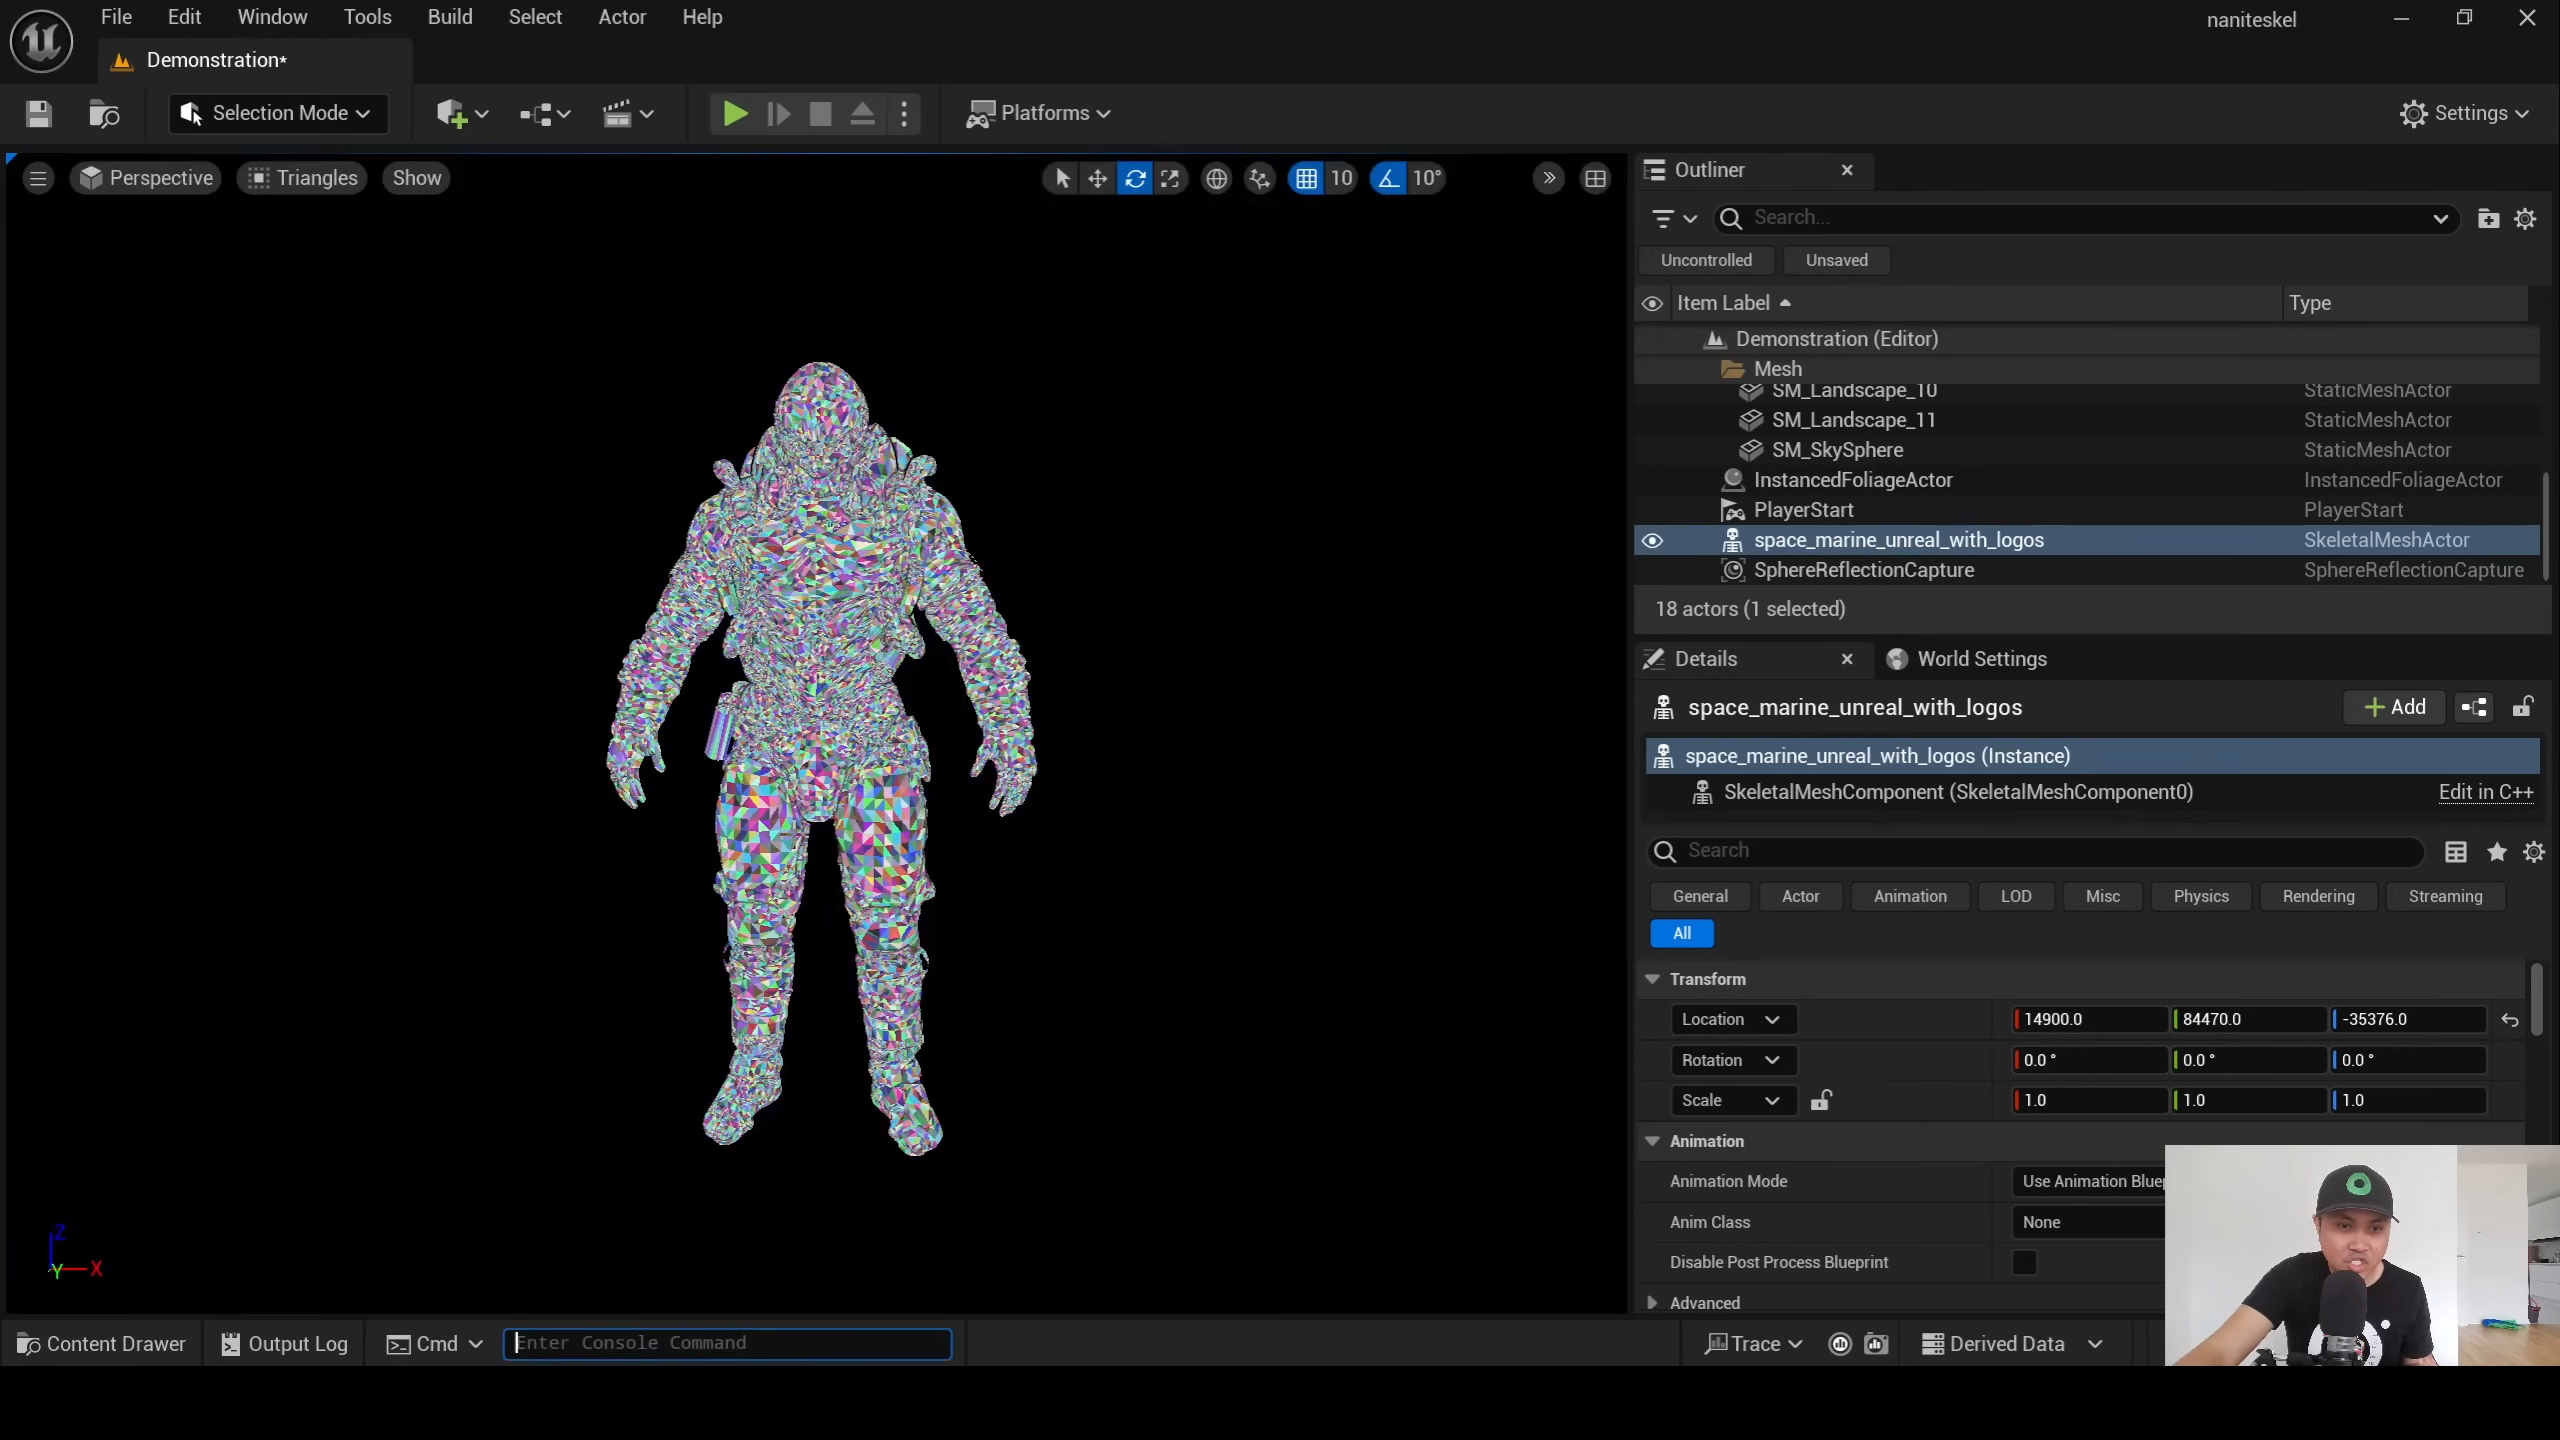 File Edit Window Tools Build Select Actor Help
naniteskel
Demonstration*
Selection Mode
Platforms
Settings
Perspective
Triangles
Show
10
10°
Outliner
Search...
Uncontrolled
Unsaved
Item Label
Type
Demonstration (Editor)
Mesh
SM_Landscape_10 StaticMeshActor
SM_Landscape_11 StaticMeshActor
SM_SkySphere StaticMeshActor
InstancedFoliageActor InstancedFoliageActor
PlayerStart PlayerStart
space_marine_unreal_with_logos SkeletalMeshActor
SphereReflectionCapture SphereReflectionCapture
18 actors (1 selected)
Details
World Settings
space_marine_unreal_with_logos
Add
space_marine_unreal_with_logos (Instance)
SkeletalMeshComponent (SkeletalMeshComponent0) Edit in C++
Search
General Actor Animation LOD Misc Physics Rendering Streaming
All
Transform
Location 14900.0 84470.0 -35376.0
Rotation 0.0 ° 0.0 ° 0.0 °
Scale 1.0 1.0 1.0
Animation
Animation Mode Use Animation Bluep
Anim Class None
Disable Post Process Blueprint
Advanced
Z
Y X
Content Drawer
Output Log
Cmd
Enter Console Command
Trace
Derived Data